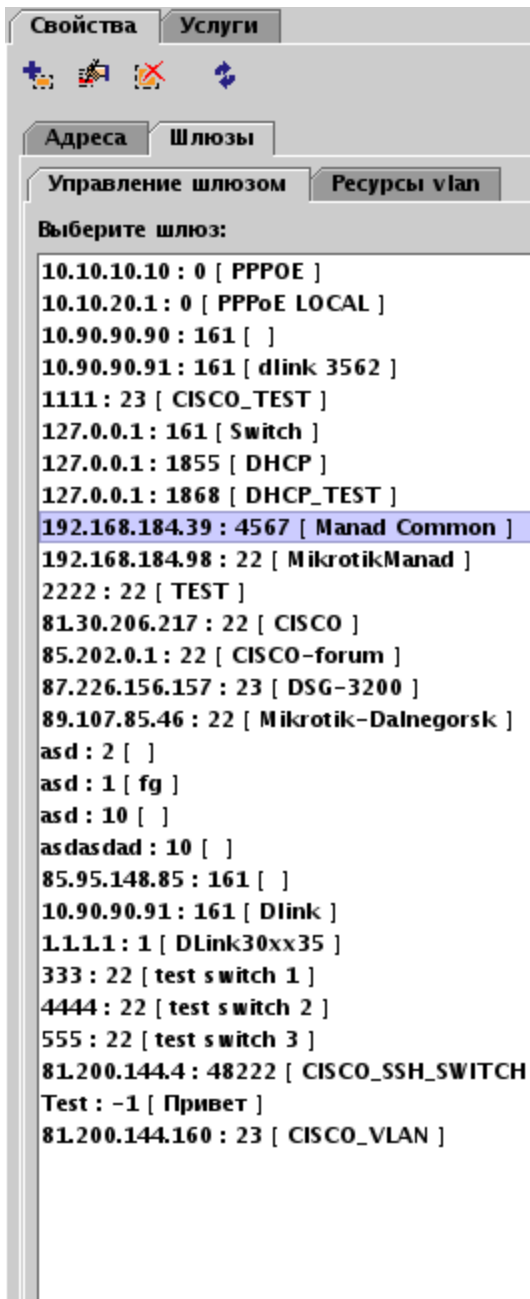 Свойства Услуги
Адреса Шлюзы
Управление шлюзом Ресурсы vlan
Выберите шлюз:
10.10.10.10 : 0 [ PPPOE ]
10.10.20.1 : 0 [ PPPoE LOCAL ]
10.90.90.90 : 161 [ ]
10.90.90.91 : 161 [ dlink 3562 ]
1111 : 23 [ CISCO_TEST ]
127.0.0.1 : 161 [ Switch ]
127.0.0.1 : 1855 [ DHCP ]
127.0.0.1 : 1868 [ DHCP_TEST ]
192.168.184.39 : 4567 [ Manad Common ]
192.168.184.98 : 22 [ MikrotikManad ]
2222 : 22 [ TEST ]
81.30.206.217 : 22 [ CISCO ]
85.202.0.1 : 22 [ CISCO-forum ]
87.226.156.157 : 23 [ DSG-3200 ]
89.107.85.46 : 22 [ Mikrotik-Dalnegorsk ]
asd : 2 [ ]
asd : 1 [ fg ]
asd : 10 [ ]
asdasdad : 10 [ ]
85.95.148.85 : 161 [ ]
10.90.90.91 : 161 [ Dlink ]
1.1.1.1 : 1 [ DLink30xx35 ]
333 : 22 [ test switch 1 ]
4444 : 22 [ test switch 2 ]
555 : 22 [ test switch 3 ]
81.200.144.4 : 48222 [ CISCO_SSH_SWITCH
Test : -1 [ Привет ]
81.200.144.160 : 23 [ CISCO_VLAN ]